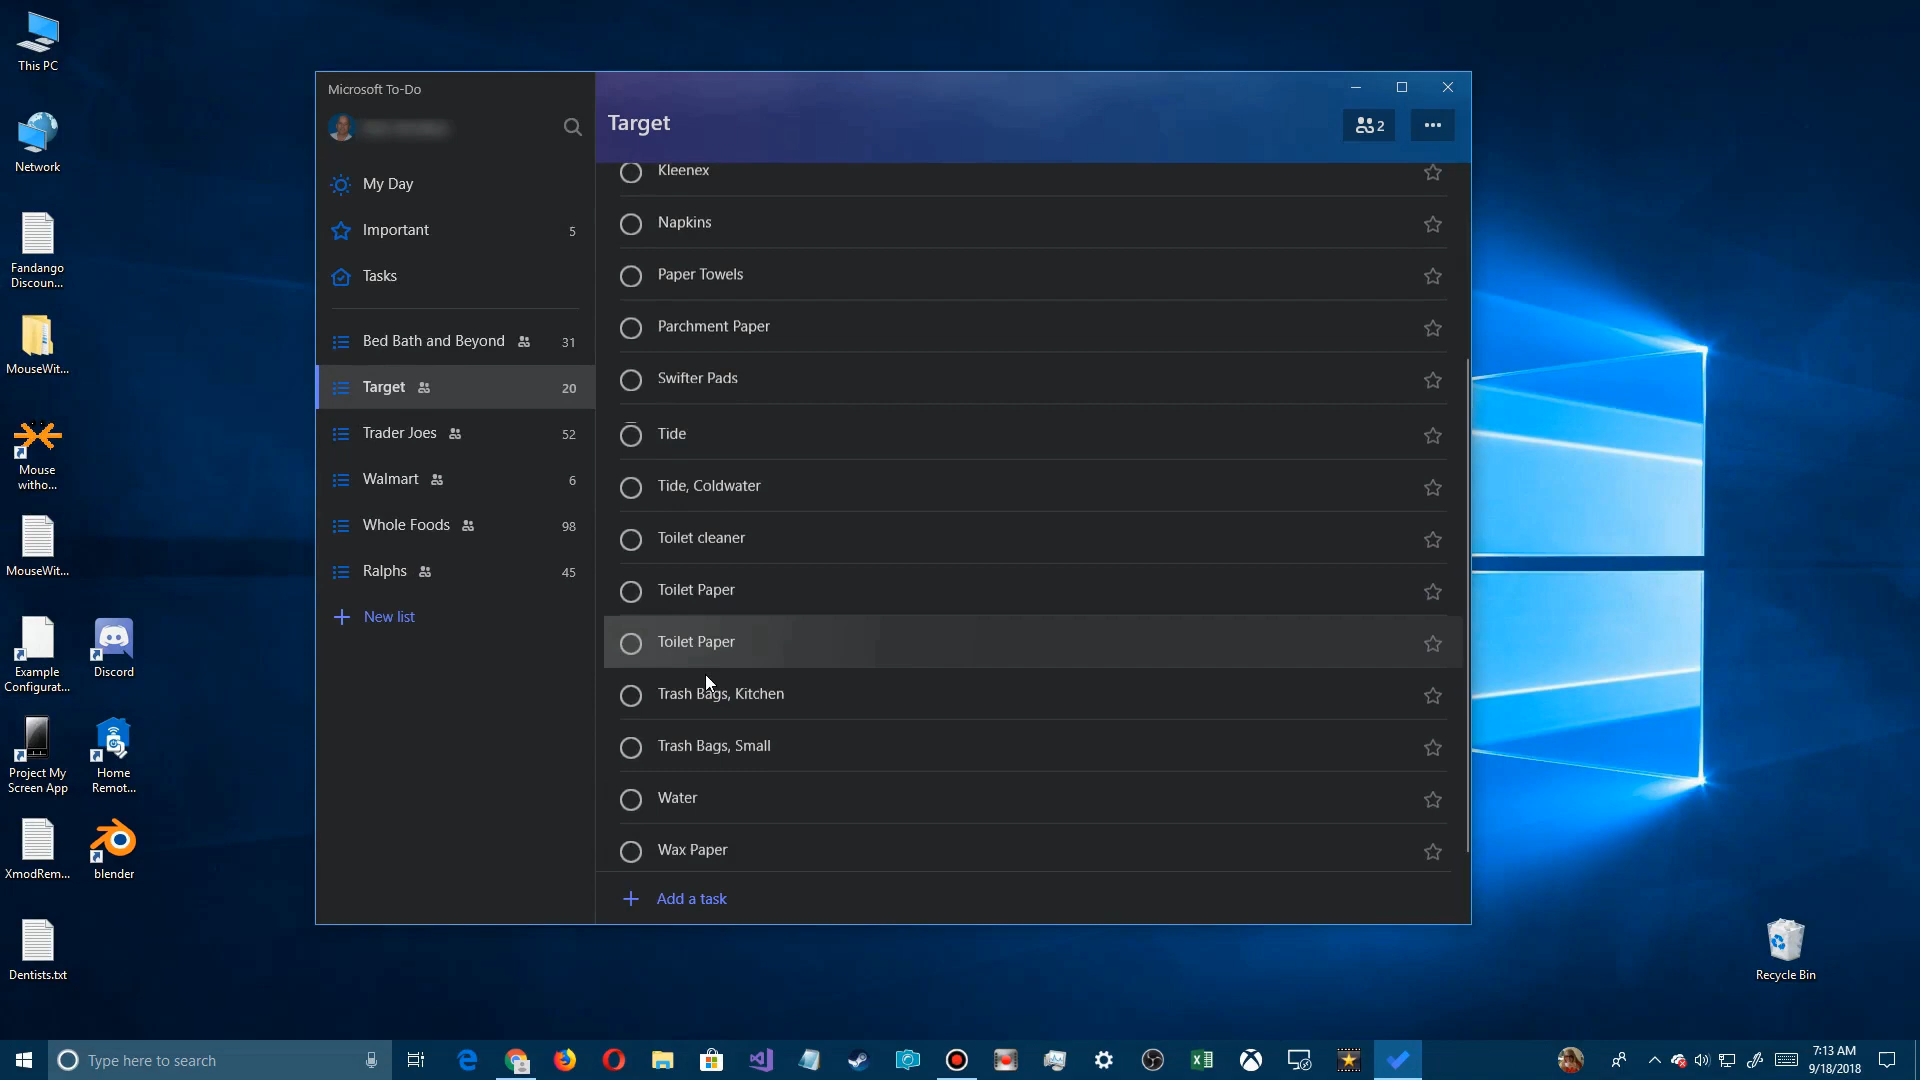 This PC
Network
Fandango
Discoun...
MouseWit...
Mouse
witho...
MouseWit...
Example
Configurat...
Discord
Project My
Screen App
Home
Remot...
XmodRem...
blender
Dentists.txt
Recycle Bin
Microsoft To-Do
My Day
Important 5
Tasks
Bed Bath and Beyond 31
Target 20
Trader Joes 52
Walmart 6
Whole Foods 98
Ralphs 45
New list
Target
2
Kleenex
Napkins
Paper Towels
Parchment Paper
Swifter Pads
Tide
Tide, Coldwater
Toilet cleaner
Toilet Paper
Toilet Paper
Trash Bags, Kitchen
Trash Bags, Small
Water
Wax Paper
Add a task
Type here to search
7:13 AM
9/18/2018